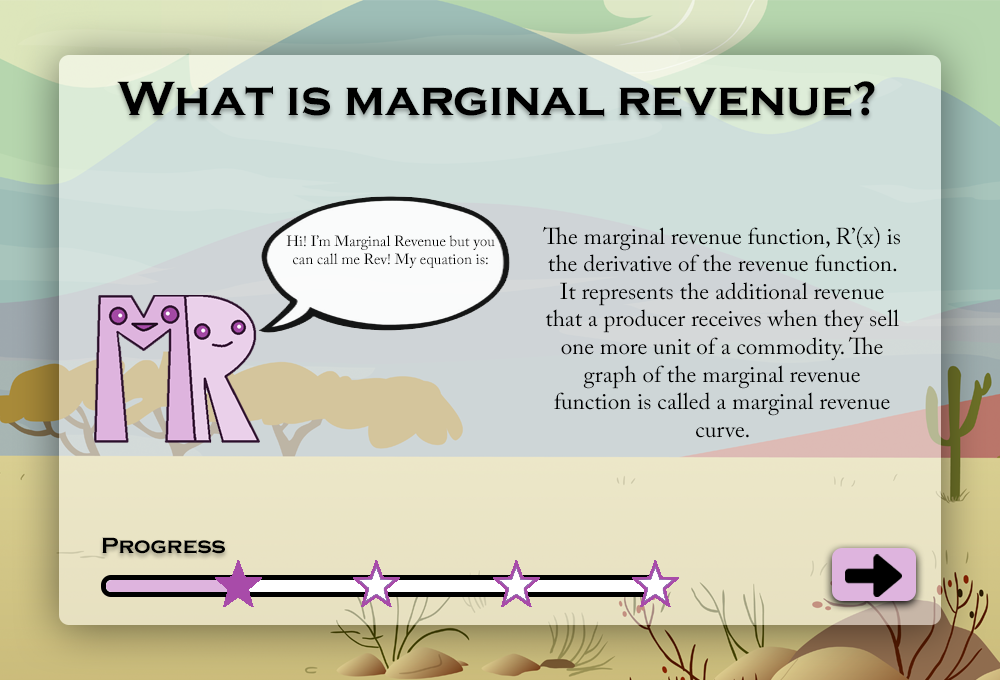 WHAT IS MARGINAL REVENUE?
Hi! I'm Marginal Revenue but you
can call me Rev! My equation is:
MR
The marginal revenue function, R'(x) is
the derivative of the revenue function.
It represents the additional revenue
that a producer receives when they sell
one more unit of a commodity. The
graph of the marginal revenue
function is called a marginal revenue
curve.
PROGRESS